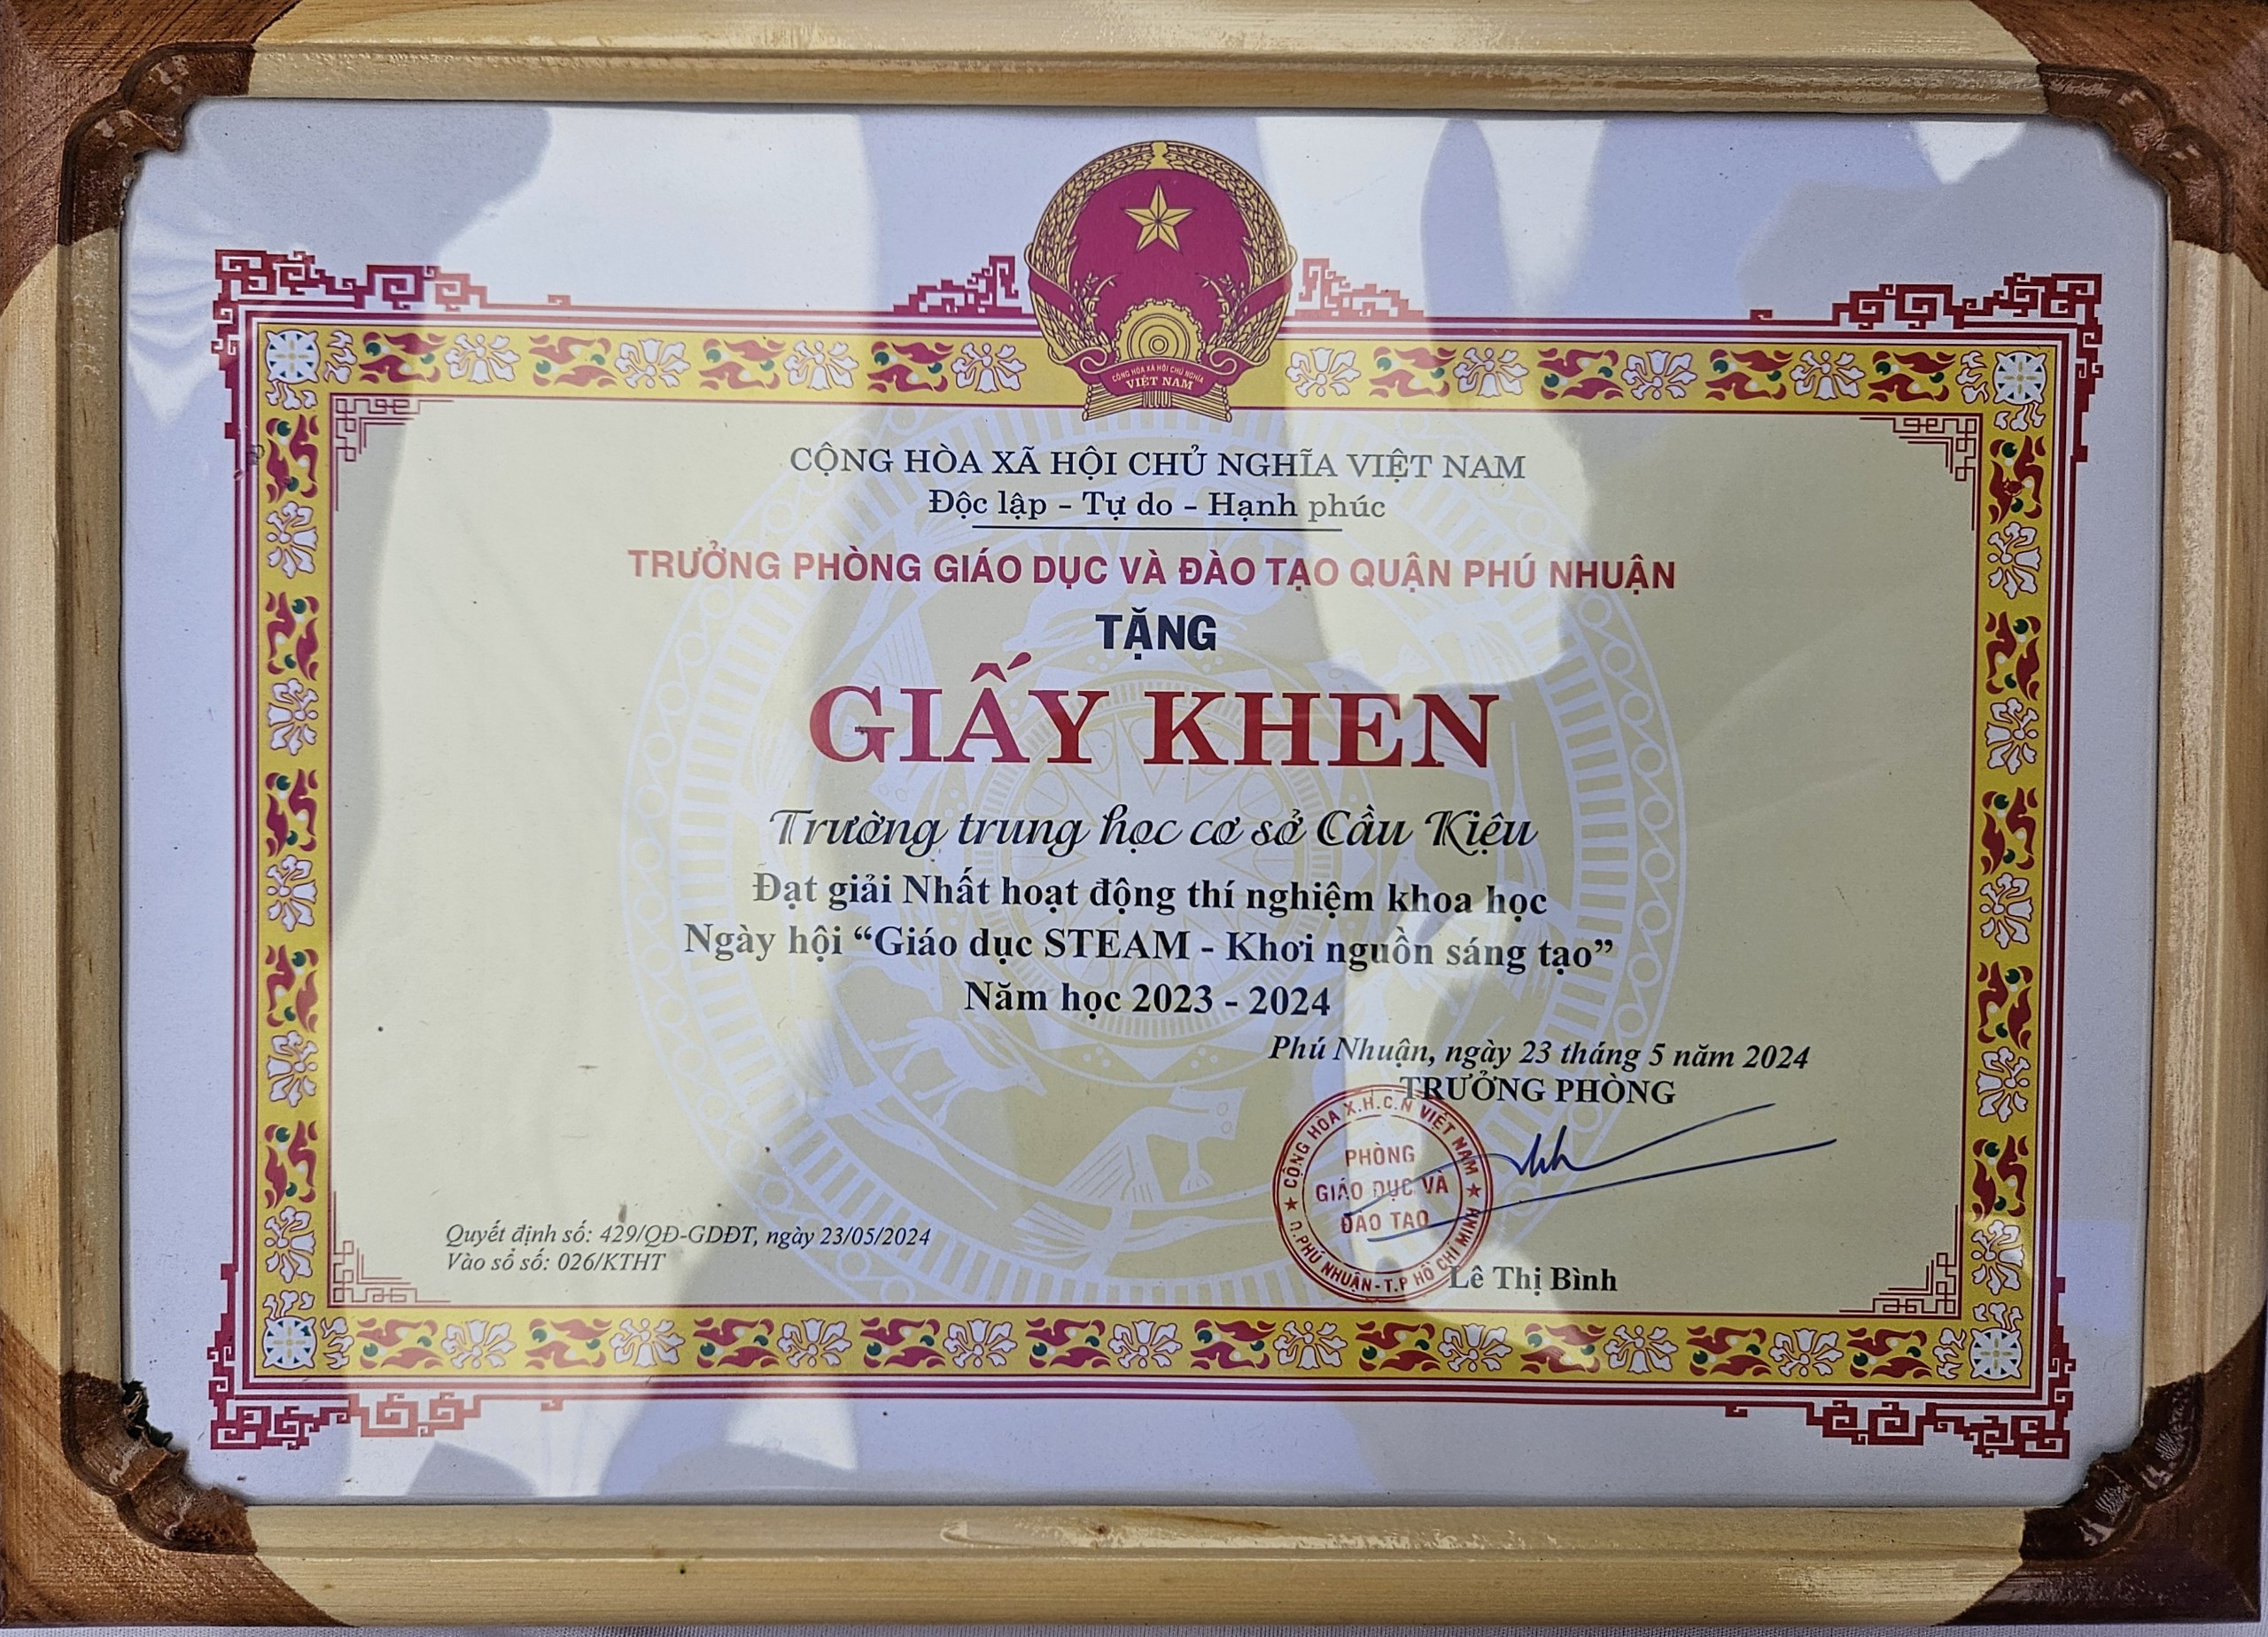 CỘNG HÒA XÃ HỘI CHỦ NGHĨA
VIỆT NAM
CỘNG HÒA XÃ HỘI CHỦ NGHĨA VIỆT NAM
Độc lập - Tự do - Hạnh phúc
TRƯỞNG PHÒNG GIÁO DỤC VÀ ĐÀO TẠO QUẬN PHÚ NHUẬN
TẶNG
GIẤY KHEN
Trường trung học cơ sở Cầu Kiệu
Đạt giải Nhất hoạt động thí nghiệm khoa học
Ngày hội “Giáo dục STEAM - Khơi nguồn sáng tạo”
Năm học 2023 - 2024
Phú Nhuận, ngày 23 tháng 5 năm 2024
TRƯỞNG PHÒNG
CỘNG HÒA X.H.C.N VIỆT NAM
PHÒNG
GIÁO DỤC VÀ
ĐÀO TẠO
Q.PHÚ NHUẬN - T.P HỒ CHÍ MINH
Lê Thị Bình
Quyết định số: 429/QĐ-GDĐT, ngày 23/05/2024
Vào sổ số: 026/KTHT